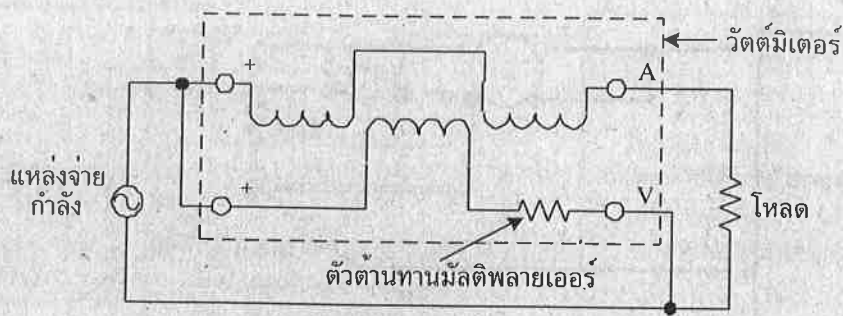 วัตต์มิเตอร์
+
A
แหล่งจ่าย
กำลัง
+
V
โหลด
ตัวต้านทานมัลติพลายเออร์